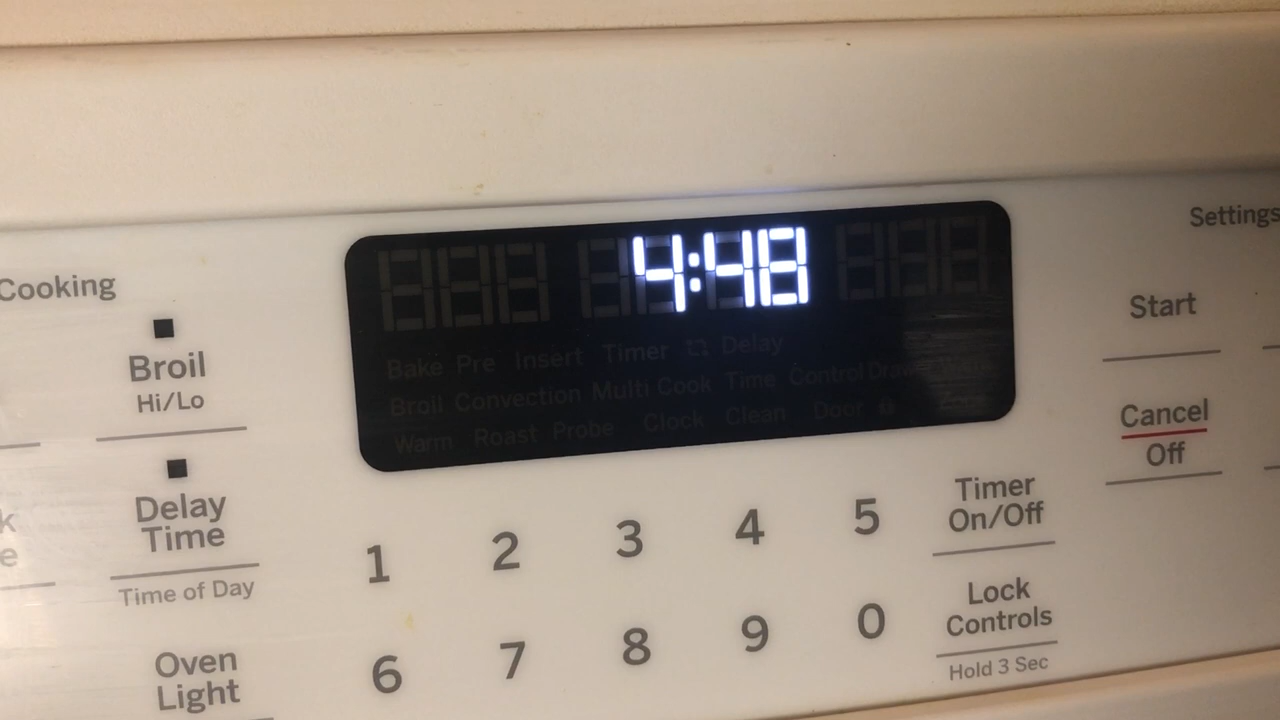 4:48
Settings
Cooking
Bake Pre Insert Timer Delay
Broil Convection Multi Cook Time Control
Warm Roast Probe Clock Clean Door
Broil
Hi/Lo
Delay
Time
Time of Day
Oven
Light
1 2 3 4 5
6 7 8 9 0
Timer
On/Off
Lock
Controls
Hold 3 Sec
Start
Cancel
Off